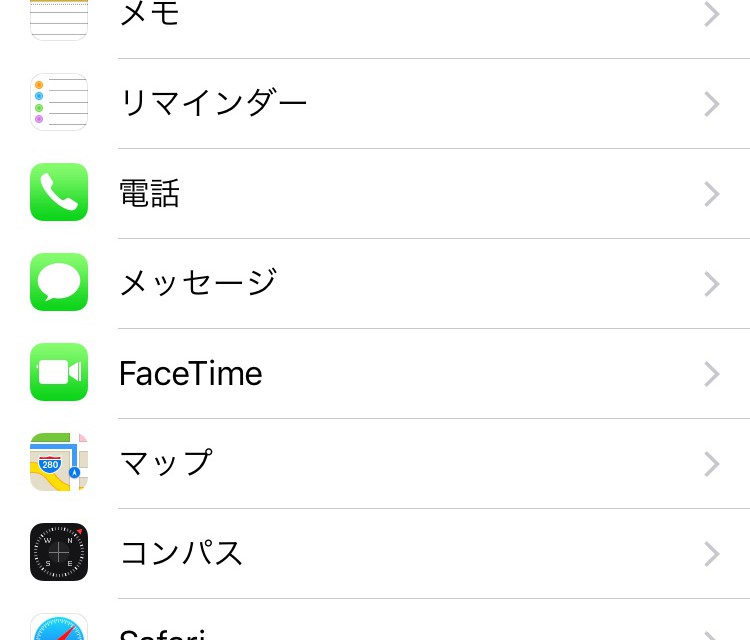 メモ
リマインダー
電話
メッセージ
FaceTime
280
マップ
W N
S E
コンパス
Safari